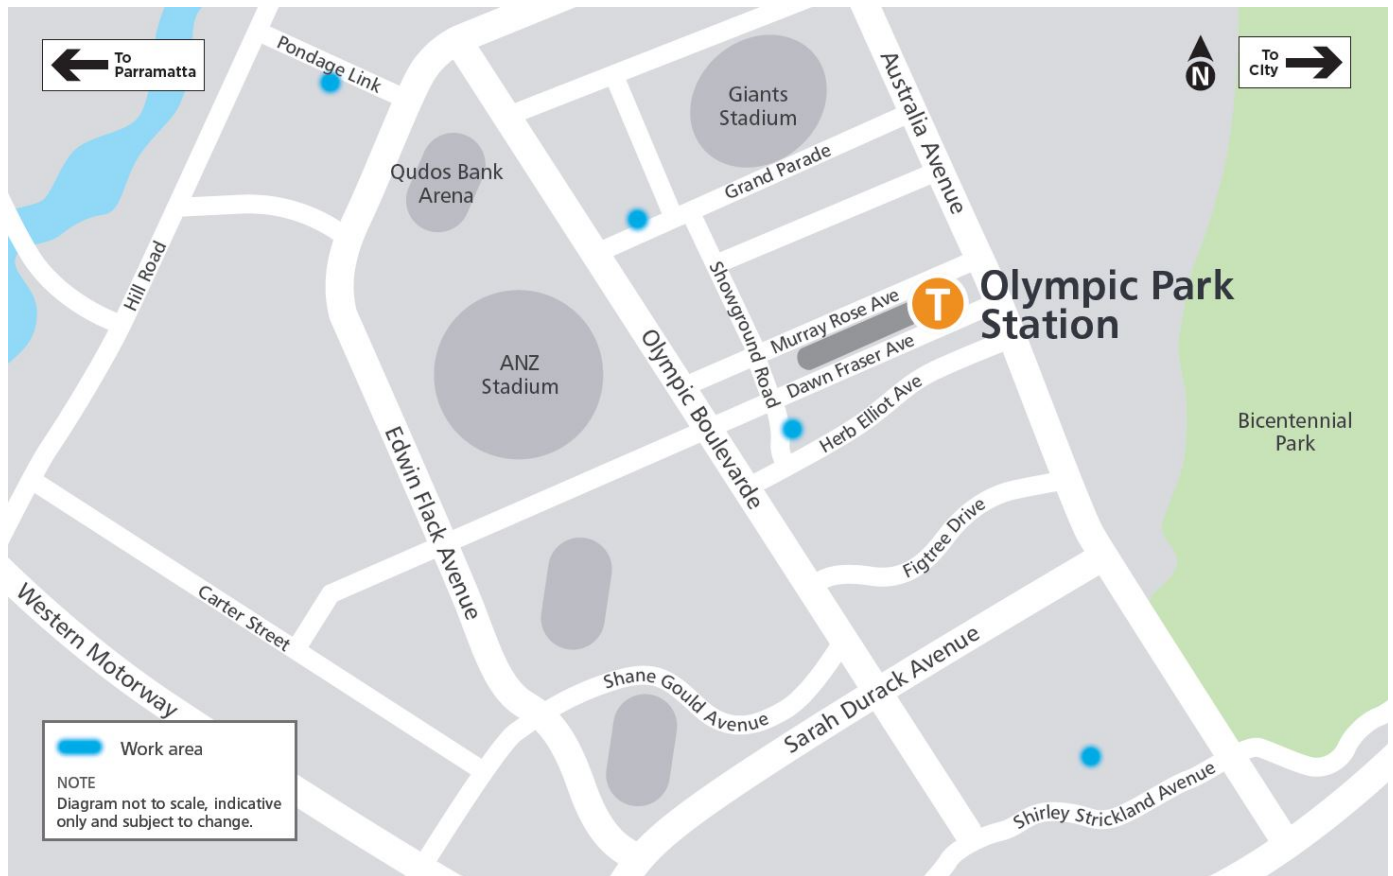 To
Parramatta
Pondage Link
Giants
Stadium
Australia Avenue
N
To
City
Qudos Bank
Arena
Grand Parade
Hill Road
Showground Road
Murray Rose Ave
T
Olympic Park
Station
ANZ
Stadium
Olympic Boulevarde
Dawn Fraser Ave
Herb Elliot Ave
Bicentennial
Park
Edwin Flack Avenue
Figtree Drive
Western Motorway
Carter Street
Shane Gould Avenue
Sarah Durack Avenue
Shirley Strickland Avenue
Work area
NOTE
Diagram not to scale, indicative
only and subject to change.